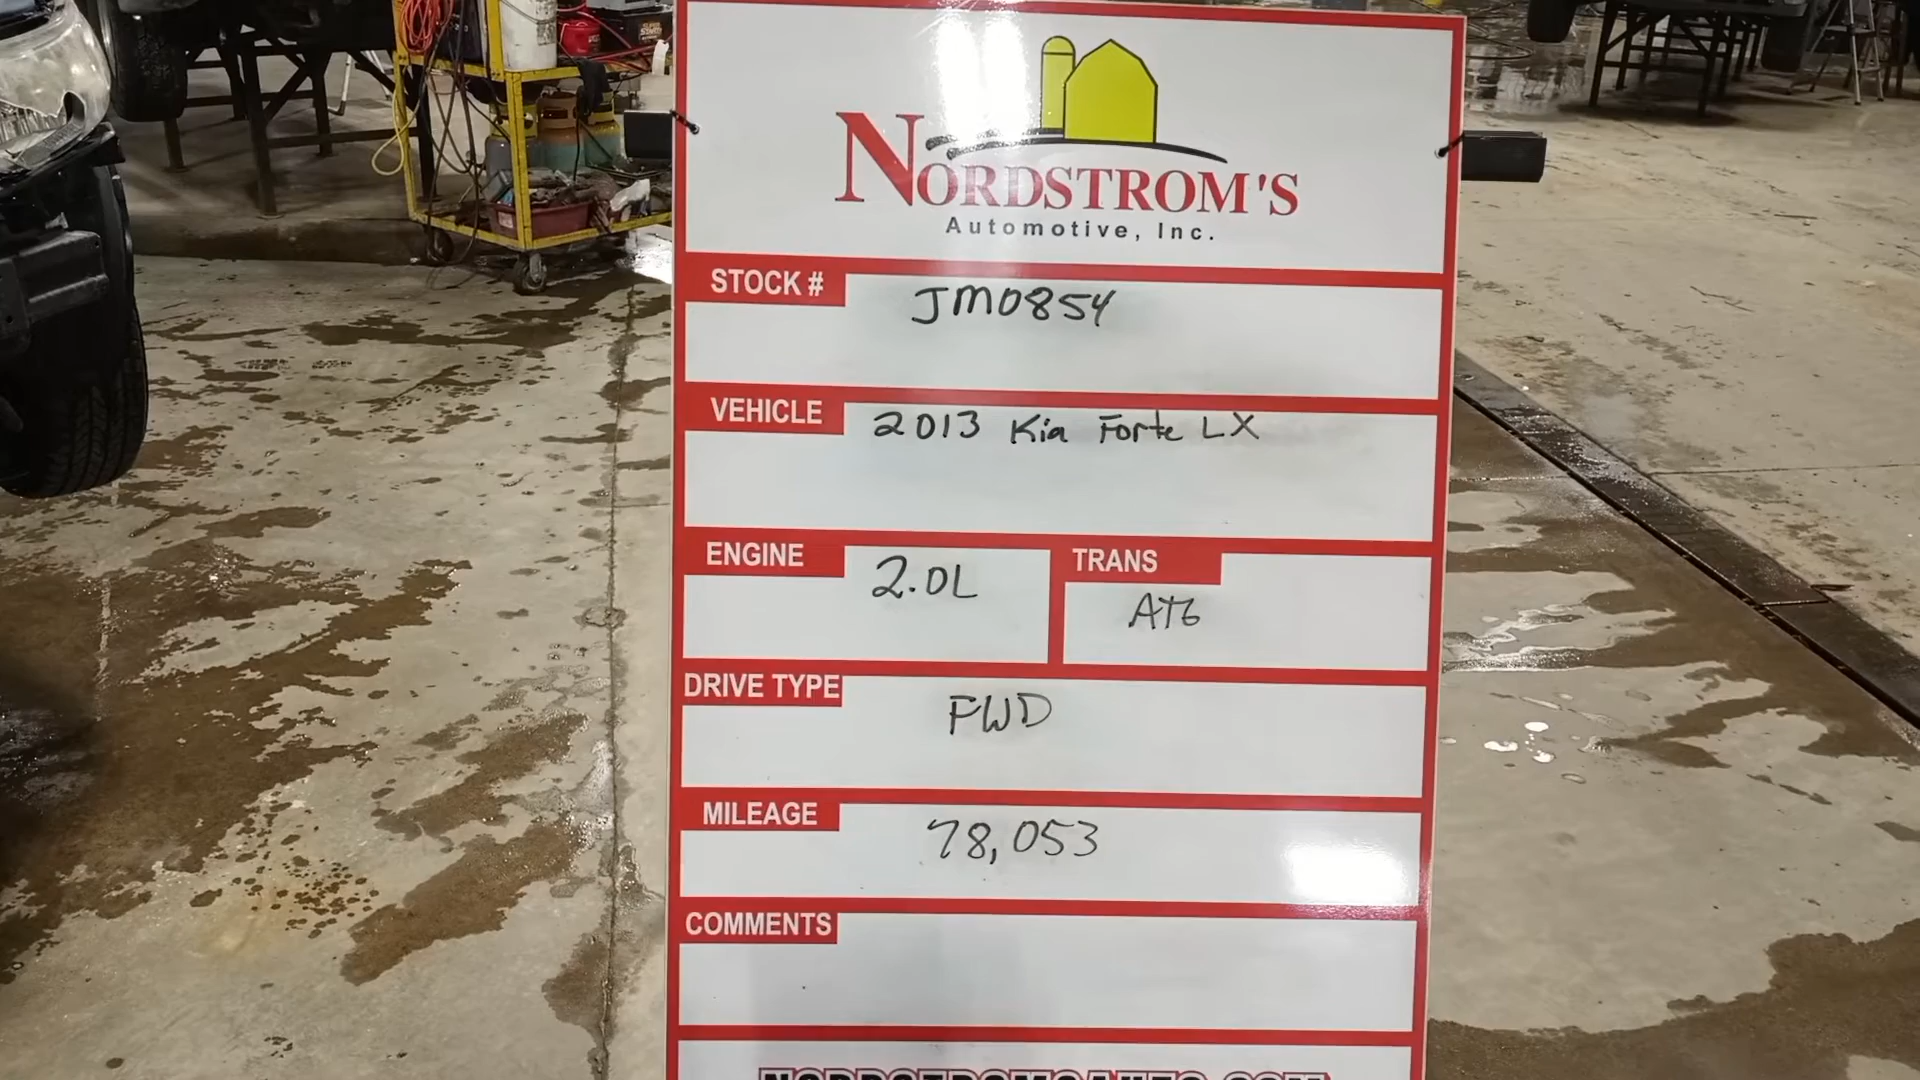 NORDSTROM'S
Automotive, Inc.
STOCK # JM0854
VEHICLE 2013 Kia Forte LX
ENGINE 2.0L
TRANS AT6
DRIVE TYPE FWD
MILEAGE 78,053
COMMENTS